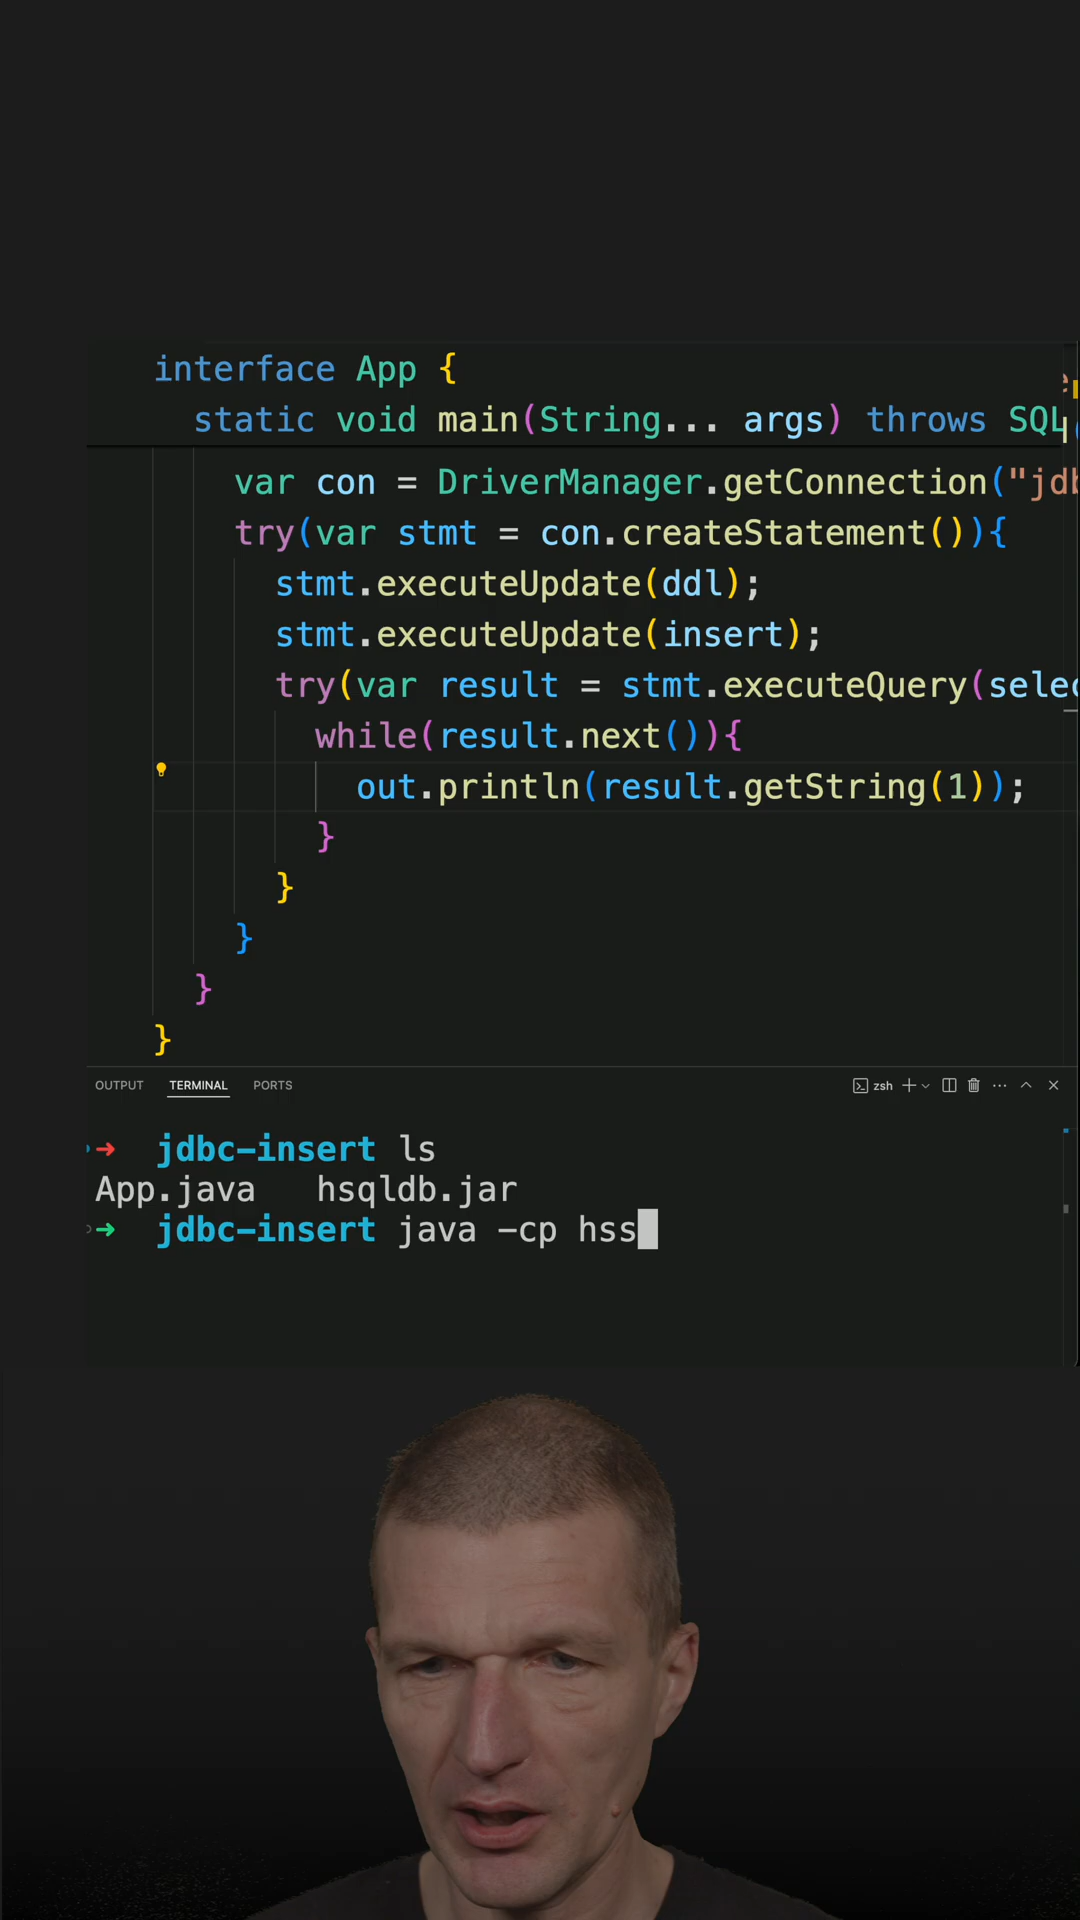 interface App {
static void main(String... args) throws SQL
var con = DriverManager.getConnection("jdb
try(var stmt = con.createStatement()){
stmt.executeUpdate(ddl);
stmt.executeUpdate(insert);
try(var result = stmt.executeQuery(selec
while(result.next()){
out.println(result.getString(1));
}
}
}
}
}
OUTPUT TERMINAL PORTS zsh
➜ jdbc-insert ls
App.java hsqldb.jar
➜ jdbc-insert java -cp hss